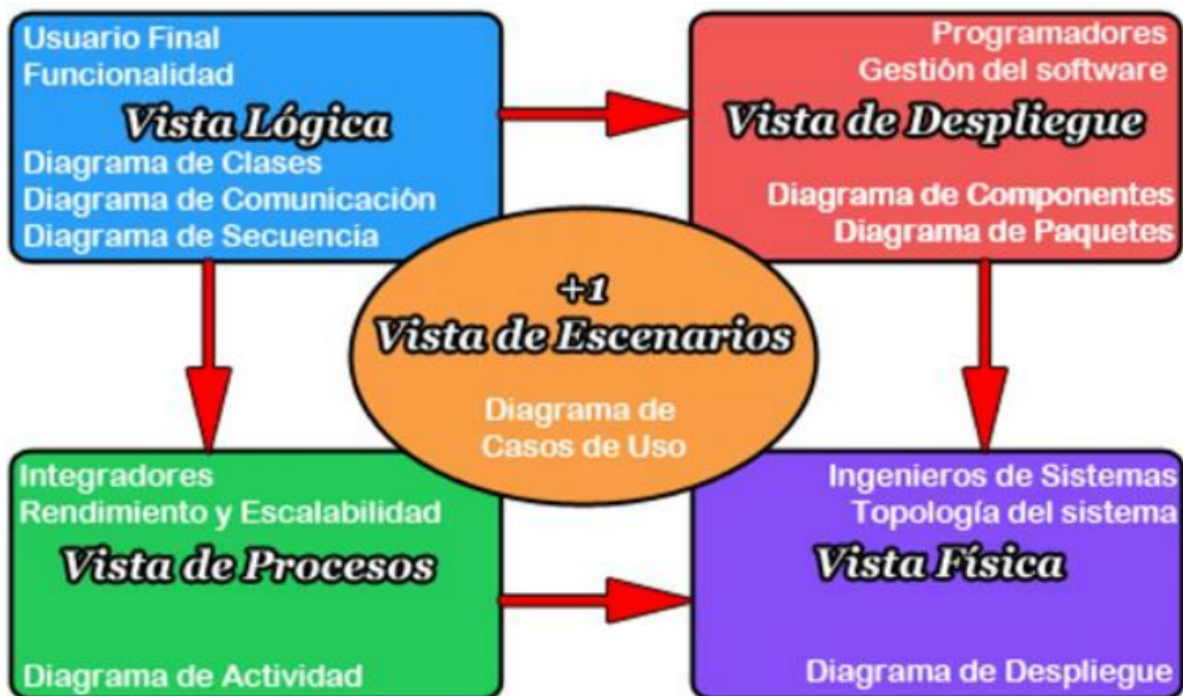 Usuario Final
Funcionalidad
Vista Lógica
Diagrama de Clases
Diagrama de Comunicación
Diagrama de Secuencia
Programadores
Gestión del software
Vista de Despliegue
Diagrama de Componentes
Diagrama de Paquetes
+1
Vista de Escenarios
Diagrama de
Casos de Uso
Integradores
Rendimiento y Escalabilidad
Vista de Procesos
Diagrama de Actividad
Ingenieros de Sistemas
Topología del sistema
Vista Física
Diagrama de Despliegue